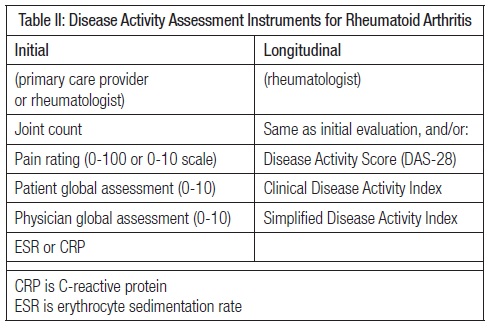 Table II: Disease Activity Assessment Instruments for Rheumatoid Arthritis
Initial
Longitudinal
(primary care provider
or rheumatologist)
(rheumatologist)
Joint count
Same as initial evaluation, and/or:
Pain rating (0-100 or 0-10 scale)
Disease Activity Score (DAS-28)
Patient global assessment (0-10)
Clinical Disease Activity Index
Physician global assessment (0-10)
Simplified Disease Activity Index
ESR or CRP
CRP is C-reactive protein
ESR is erythrocyte sedimentation rate